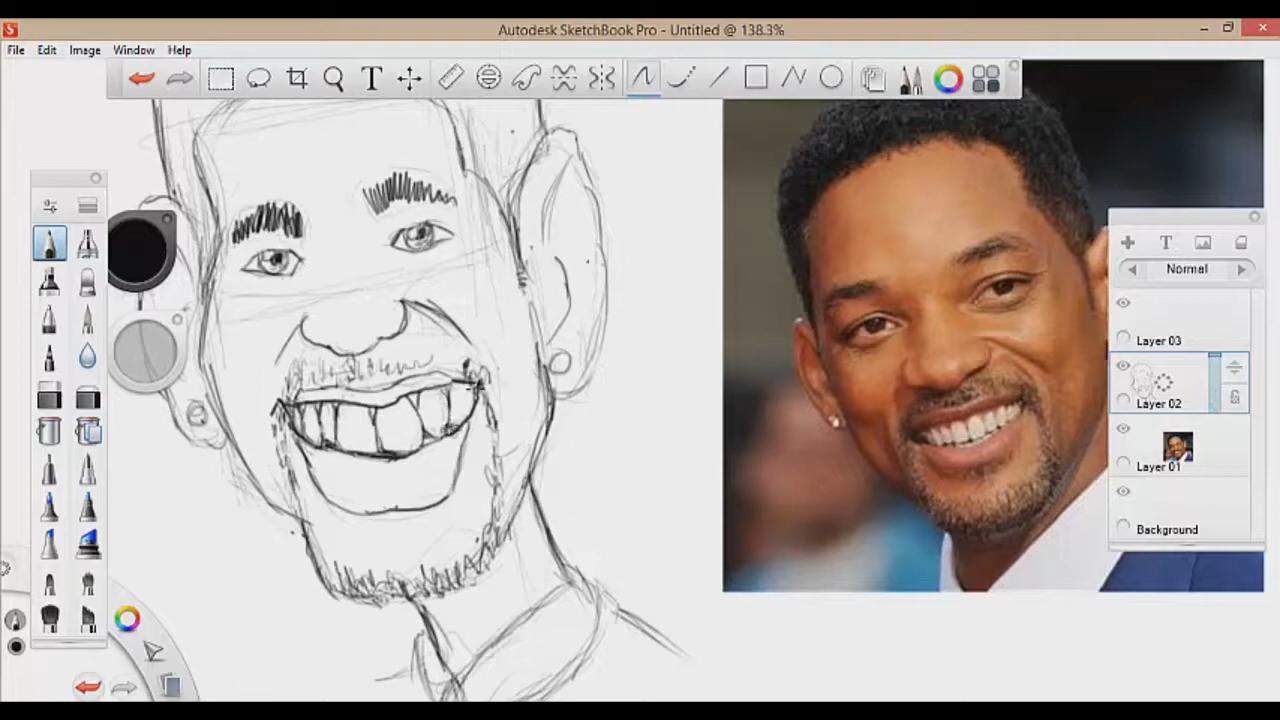 Autodesk SketchBook Pro - Untitled @ 138.3%
File Edit Image Window Help
Normal
Layer 03
Layer 02
Layer 01
Background